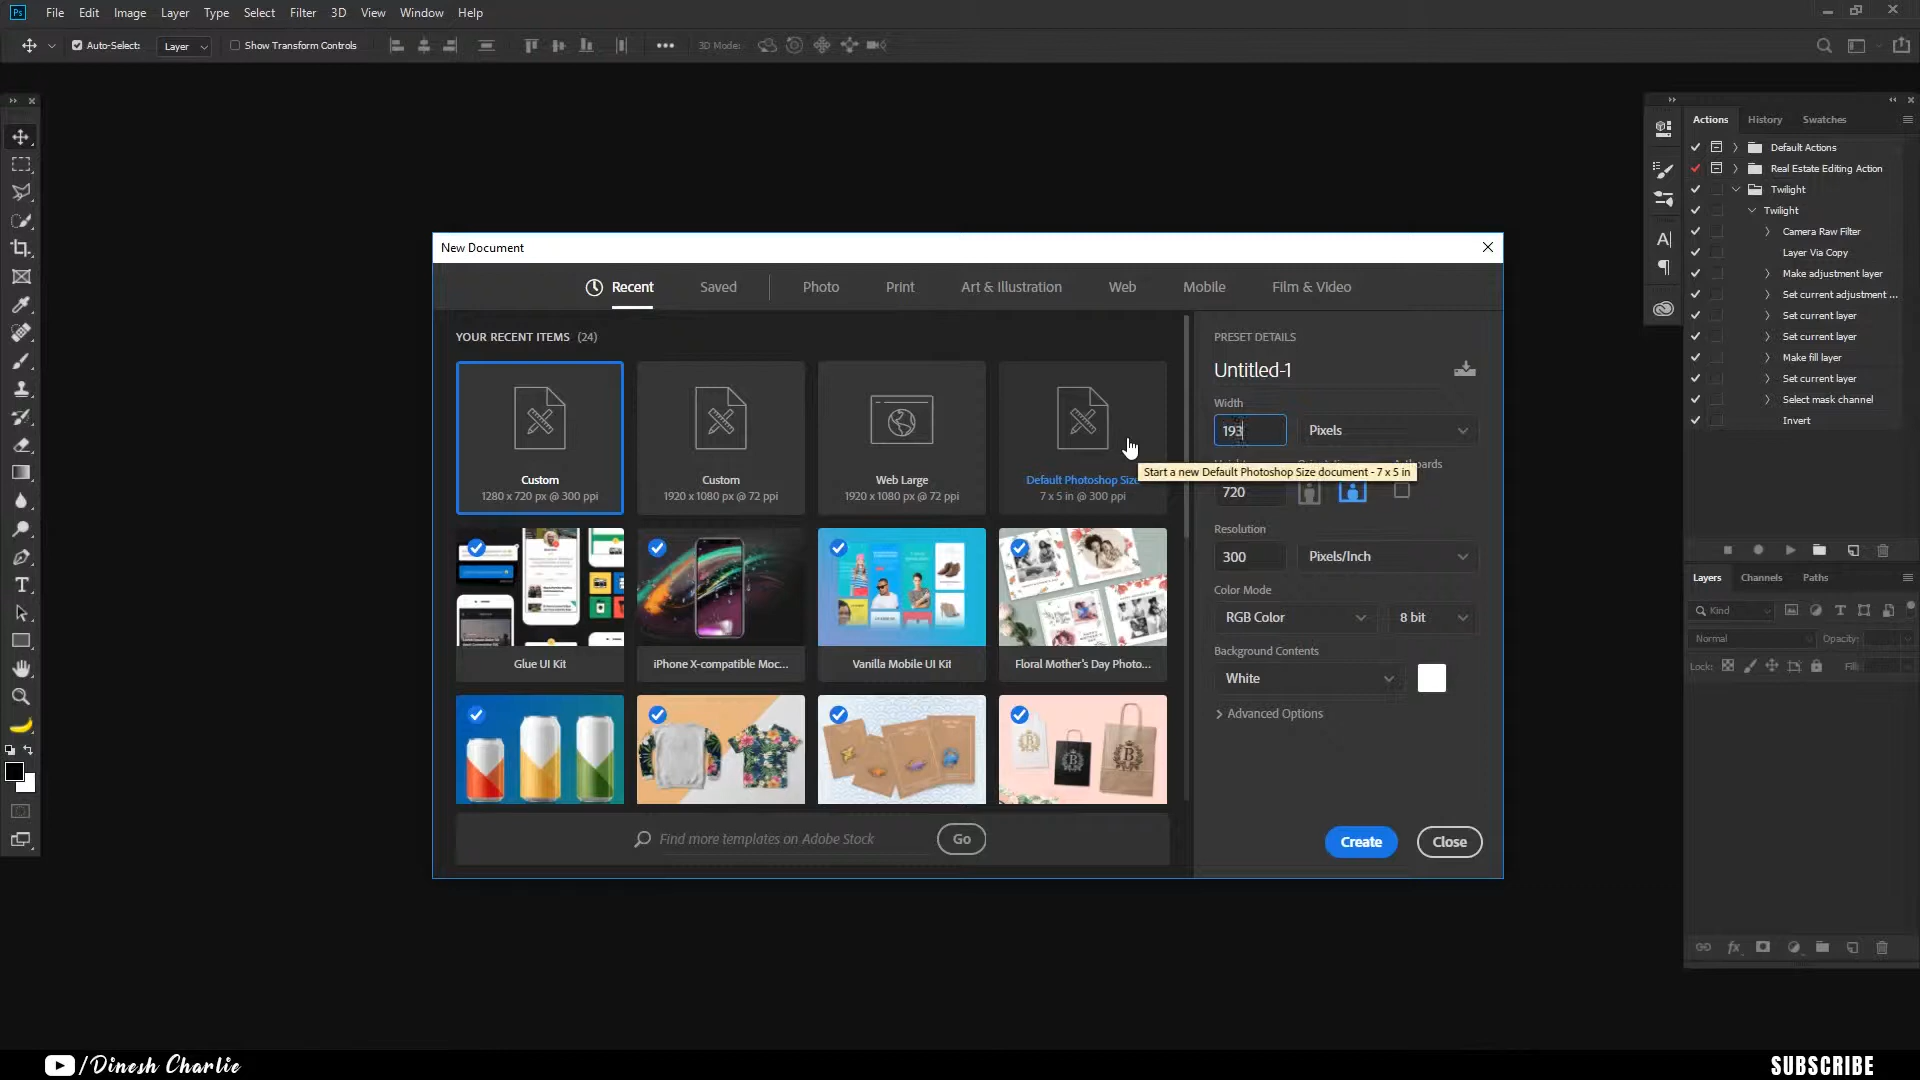 Ps File Edit Image Layer Type Select Filter 3D View Window Help
Auto-Select: Layer Show Transform Controls 3D Mode:
New Document
Recent Saved Photo Print Art & Illustration Web Mobile Film & Video
YOUR RECENT ITEMS (24)
Custom
1280 x 720 px @ 300 ppi
Custom
1920 x 1080 px @ 72 ppi
Web Large
1920 x 1080 px @ 72 ppi
Default Photoshop Size
7 x 5 in @ 300 ppi
Glue UI Kit
iPhone X-compatible Moc...
Vanilla Mobile UI Kit
Floral Mother's Day Photo...
Find more templates on Adobe Stock
Go
PRESET DETAILS
Untitled-1
Width
193 Pixels
Start a new Default Photoshop Size document - 7 x 5 in
720
Resolution
300 Pixels/Inch
Color Mode
RGB Color 8 bit
Background Contents
White
Advanced Options
Create Close
Actions History Swatches
Default Actions
Real Estate Editing Action
Twilight
Twilight
Camera Raw Filter
Layer Via Copy
Make adjustment layer
Set current adjustment ...
Set current layer
Set current layer
Make fill layer
Set current layer
Select mask channel
Invert
Layers Channels Paths
Kind
Normal Opacity:
Lock: Fill:
/Dinesh Charlie
SUBSCRIBE